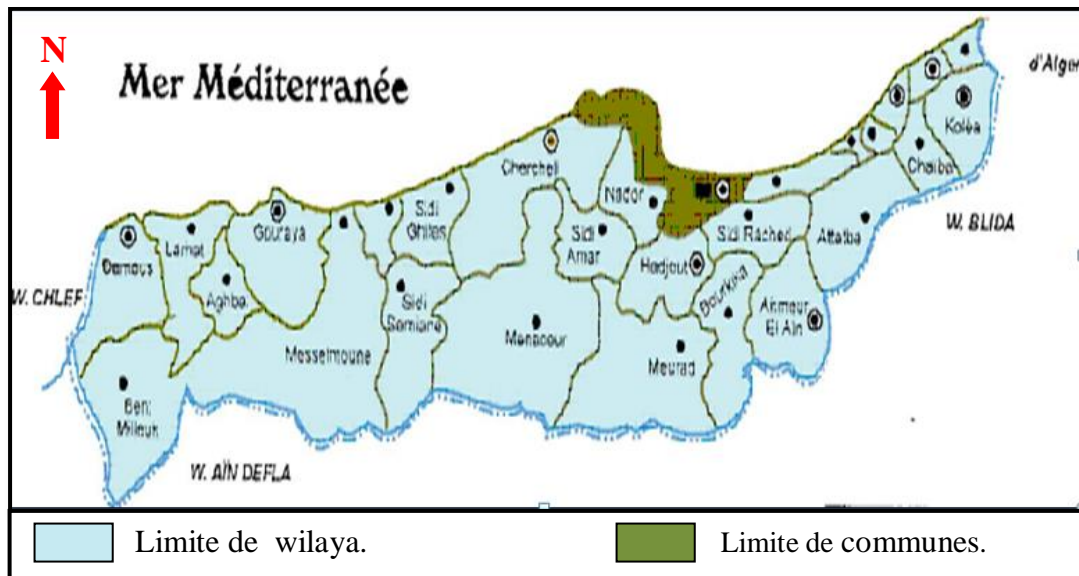 N
Mer Méditerranée
d'Alger
Koléa
Cherchell
Chaiba
Nador
Sidi Ghiles
W. BLIDA
Gouraya
Sidi Rached
Attatba
Lamat
Sidi Amar
Damous
Hadjout
W. CHLEF
Aghba
Bourkika
Sidi Semiane
Ahmeur El Ain
Messelmoune
Menaceur
Meurad
Beni Milleuk
W. AÏN DEFLA
Limite de wilaya.
Limite de communes.